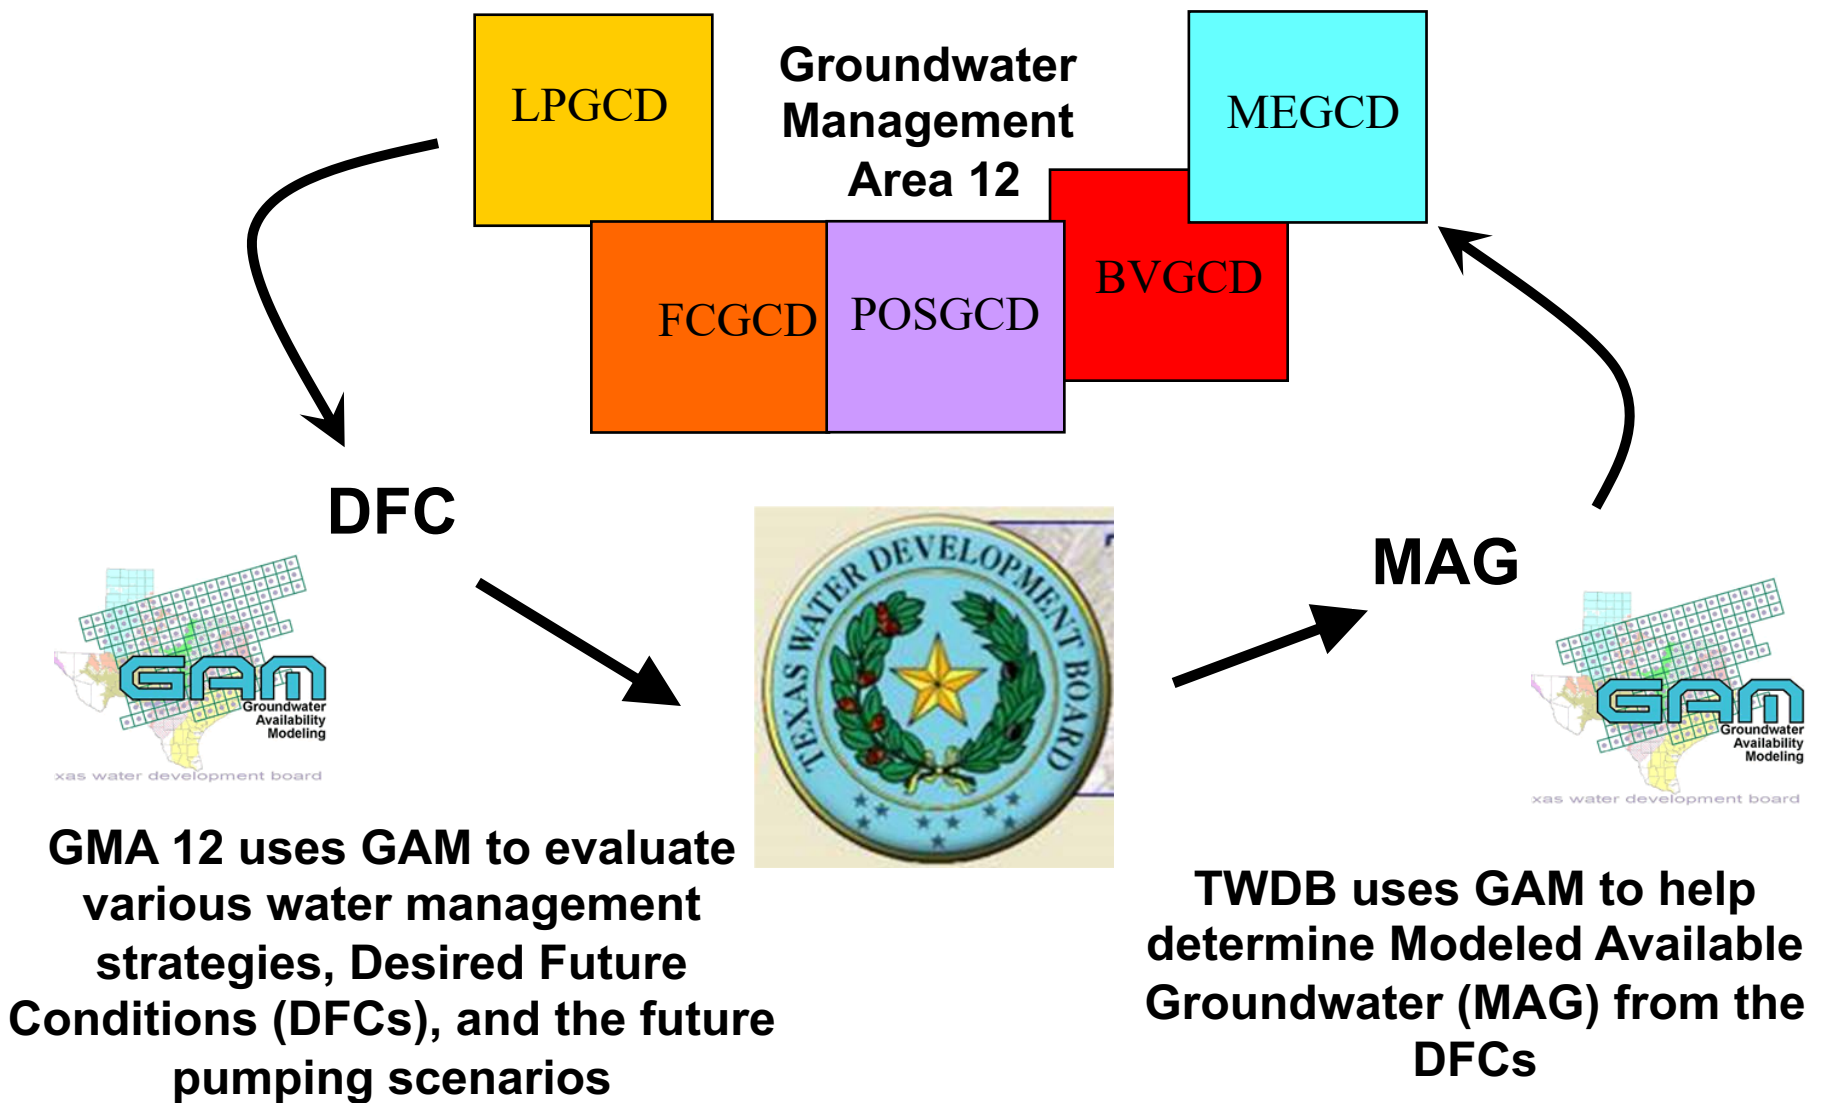 LPGCD
Groundwater
Management
Area 12
MEGCD
FCGCD
POSGCD
BVGCD
DFC
MAG
TEXAS WATER DEVELOPMENT BOARD
GAM
Groundwater
Availability
Modeling
xas water development board
GAM
Groundwater
Availability
Modeling
xas water development board
GMA 12 uses GAM to evaluate
various water management
strategies, Desired Future
Conditions (DFCs), and the future
pumping scenarios
TWDB uses GAM to help
determine Modeled Available
Groundwater (MAG) from the
DFCs